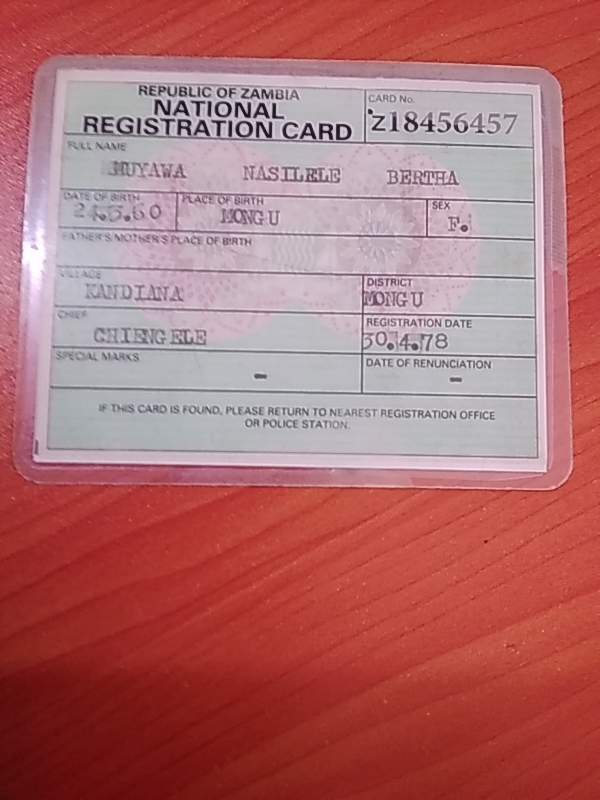 REPUBLIC OF ZAMBIA
NATIONAL
REGISTRATION CARD
CARD No.
Z18456457
FULL NAME
MUYAWA NASILELE BERTHA
DATE OF BIRTH
24.5.60
PLACE OF BIRTH
MONGU
SEX
F.
FATHER'S/MOTHER'S PLACE OF BIRTH
VILLAGE
KANDIANA
DISTRICT
MONGU
CHIEF
CHIENGELE
REGISTRATION DATE
30.4.78
SPECIAL MARKS
-
DATE OF RENUNCIATION
-
IF THIS CARD IS FOUND, PLEASE RETURN TO NEAREST REGISTRATION OFFICE
OR POLICE STATION.